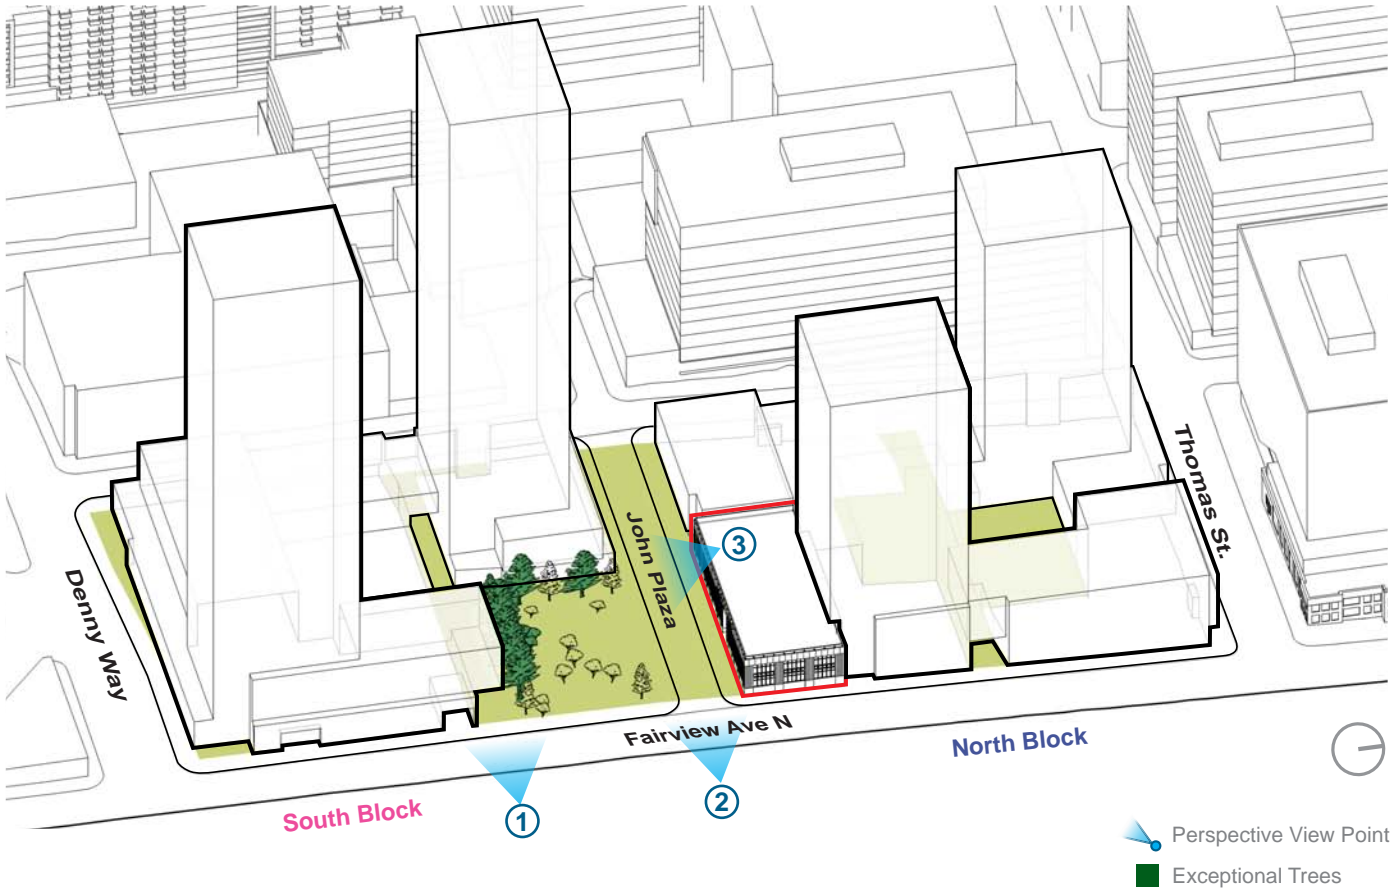 Thomas St.
John Plaza
3
Denny Way
Fairview Ave N
North Block
2
South Block
1
Perspective View Point
Exceptional Trees